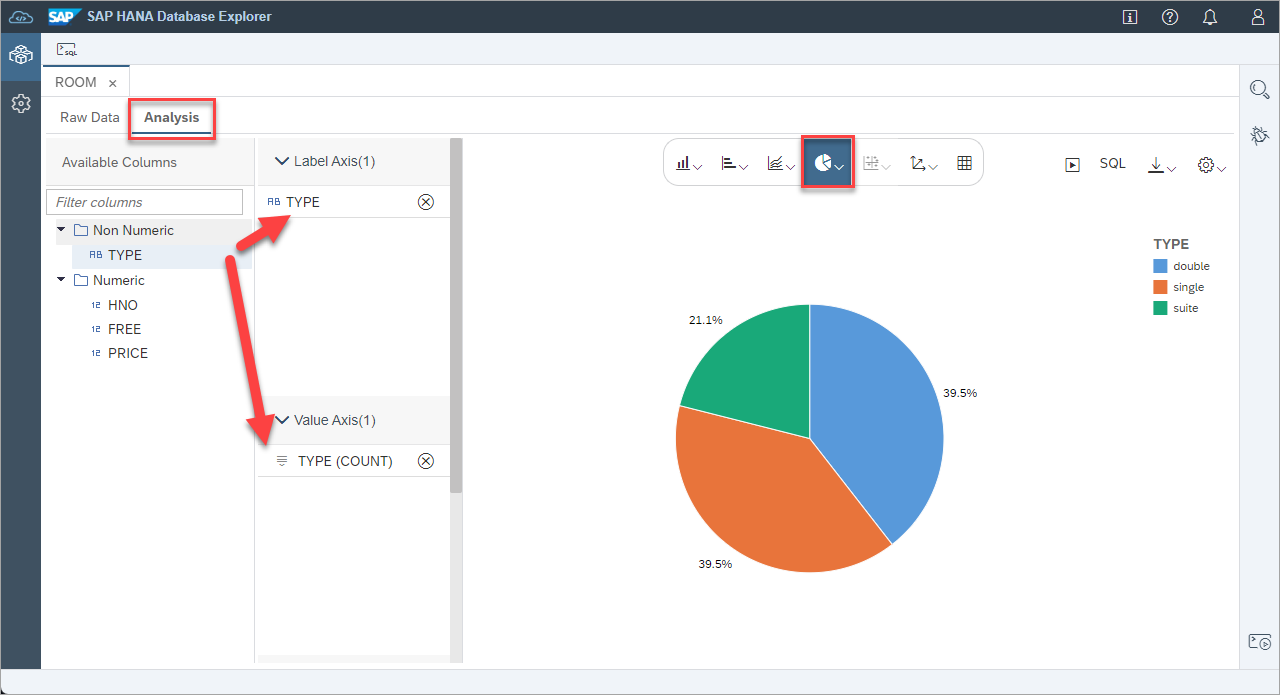 SAP SAP HANA Database Explorer
SQL
ROOM
Raw Data Analysis
Available Columns
Filter columns
Non Numeric
AB TYPE
Numeric
12 HNO
12 FREE
12 PRICE
Label Axis(1)
AB TYPE
Value Axis(1)
TYPE (COUNT)
SQL
TYPE
double
single
suite
21.1%
39.5%
39.5%